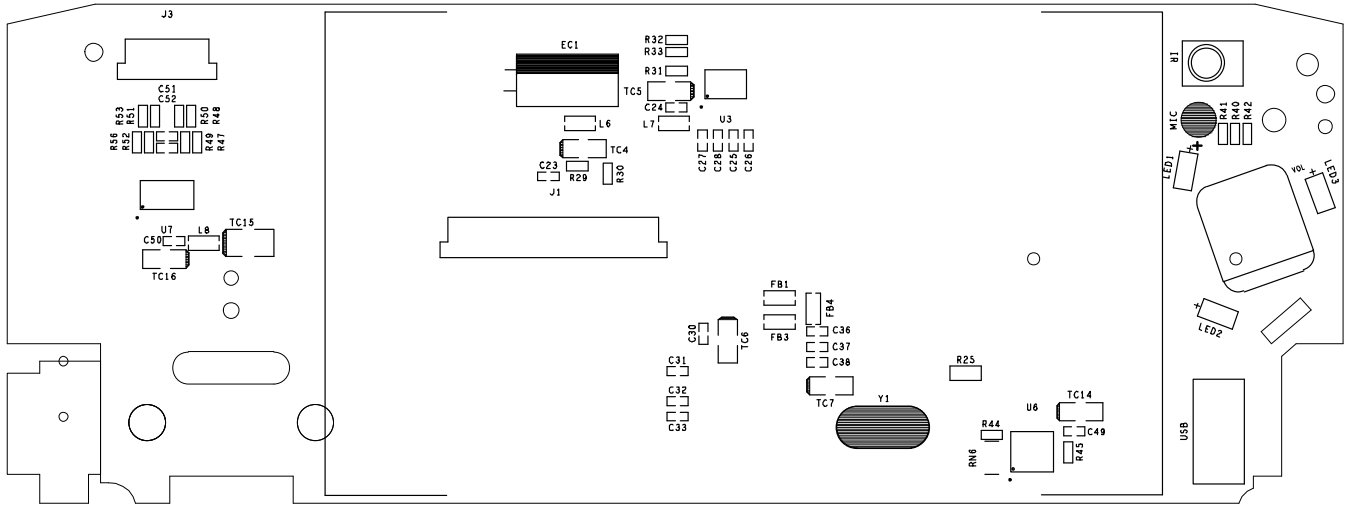 J3
R32
R33
EC1
R31
TC5
C24
L7
U3
L6
TC4
C23
R29
R30
J1
C27
C28
C25
C26
C51
C52
R53
R51
R50
R48
R56
R52
R49
R47
U7
C50
L8
TC15
TC16
IR
MIC
R41
R40
R42
LED1
+
+
VOL
+
LED3
+
LED2
FB1
FB3
FB4
C30
TC6
C36
C37
C38
C31
C32
C33
TC7
Y1
R25
U6
TC14
R44
RN6
C49
R45
USB